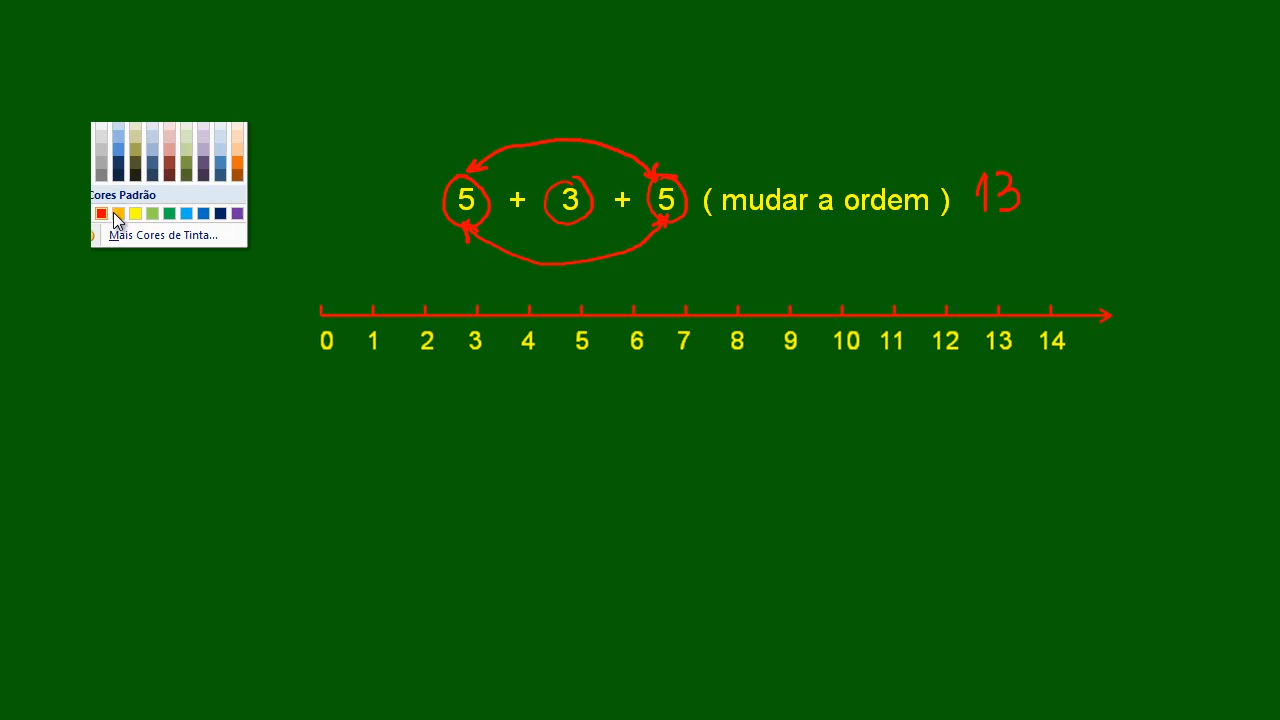 Cores Padrão
Mais Cores de Tinta...
5 + 3 + 5 ( mudar a ordem ) 13
0 1 2 3 4 5 6 7 8 9 10 11 12 13 14